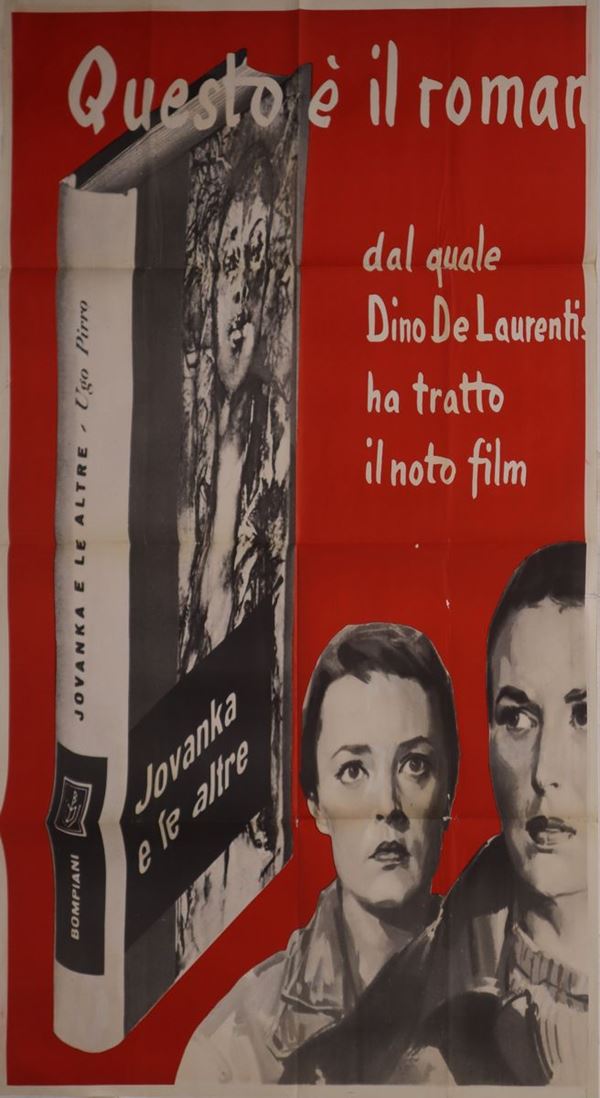 Questo è il roman
dal quale
Dino De Laurentis
ha tratto
il noto film
JOVANKA E LE ALTRE - Ugo Pirro
Jovanka
e le altre
BOMPIANI